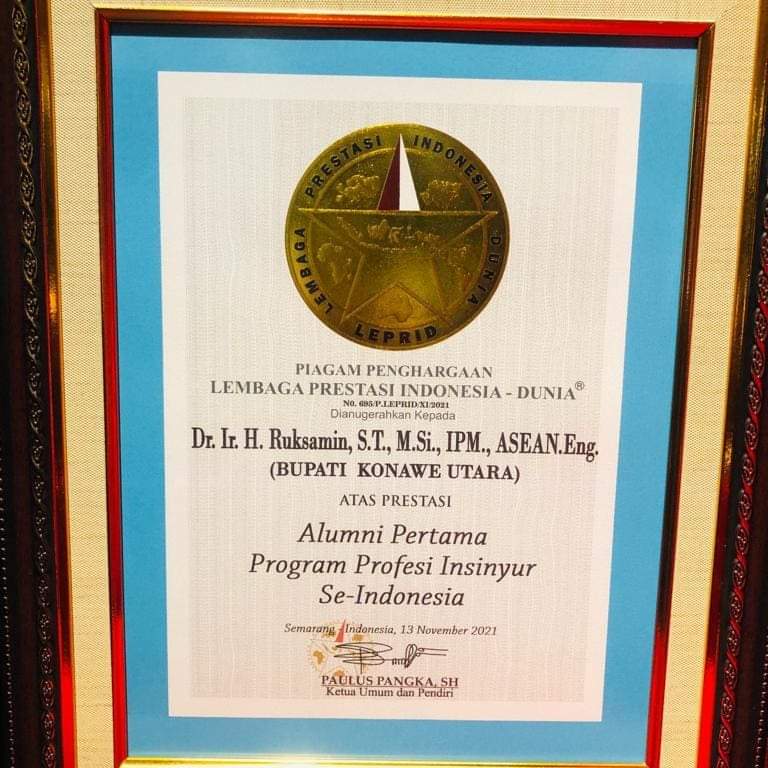 LEMBAGA PRESTASI INDONESIA - DUNIA
LEPRID
PIAGAM PENGHARGAAN
LEMBAGA PRESTASI INDONESIA - DUNIA®
No. 695/P.LEPRID/XI/2021
Dianugerahkan Kepada
Dr. Ir. H. Ruksamin, S.T., M.Si., IPM., ASEAN.Eng.
(BUPATI KONAWE UTARA)
ATAS PRESTASI
Alumni Pertama
Program Profesi Insinyur
Se-Indonesia
Semarang - Indonesia, 13 November 2021
PAULUS PANGKA, SH
Ketua Umum dan Pendiri